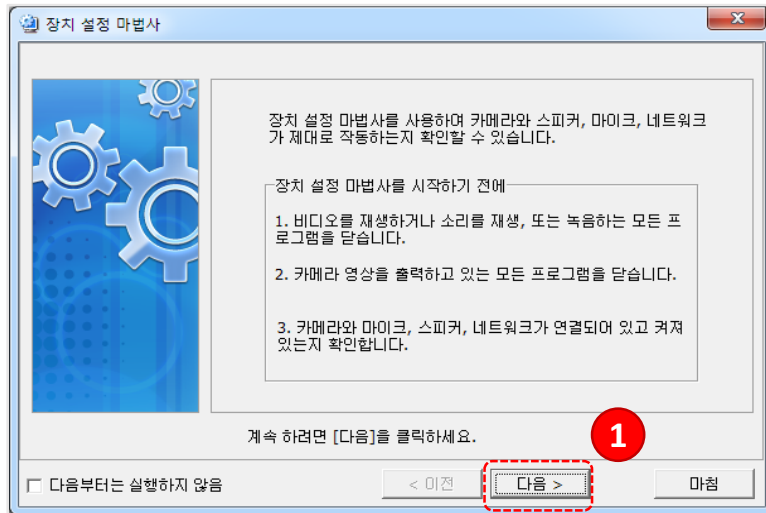 장치 설정 마법사
장치 설정 마법사를 사용하여 카메라와 스피커, 마이크, 네트워크
가 제대로 작동하는지 확인할 수 있습니다.
장치 설정 마법사를 시작하기 전에
1. 비디오를 재생하거나 소리를 재생, 또는 녹음하는 모든 프
로그램을 닫습니다.
2. 카메라 영상을 출력하고 있는 모든 프로그램을 닫습니다.
3. 카메라와 마이크, 스피커, 네트워크가 연결되어 있고 켜져
있는지 확인합니다.
계속 하려면 [다음]을 클릭하세요.
1
다음부터는 실행하지 않음
< 이전
다음 >
마침